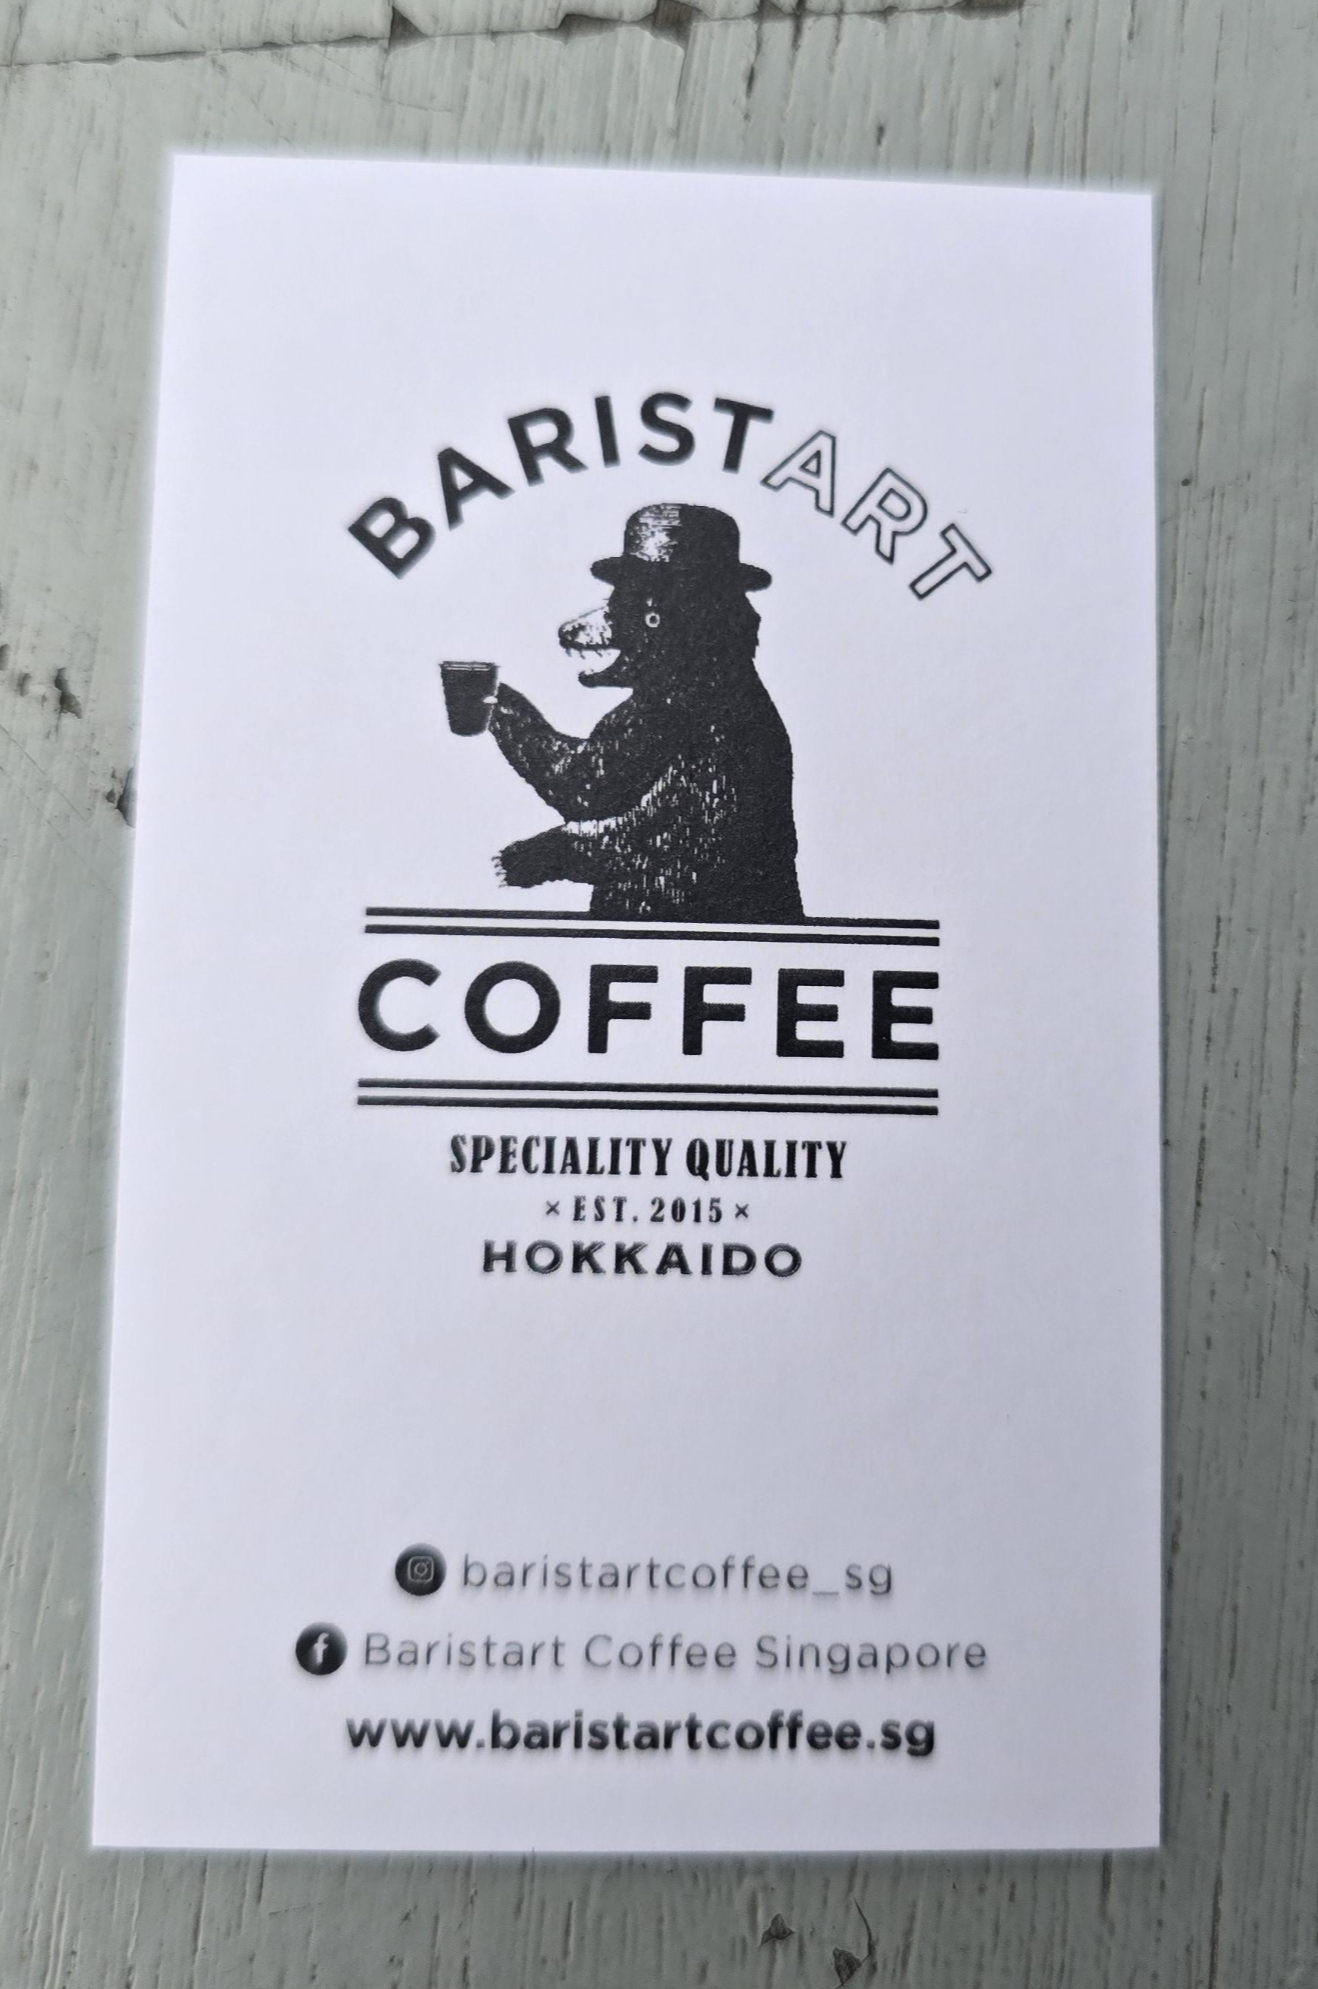 BARISTART
COFFEE
SPECIALITY QUALITY
× EST. 2015 ×
HOKKAIDO
baristartcoffee_sg
Baristart Coffee Singapore
www.baristartcoffee.sg